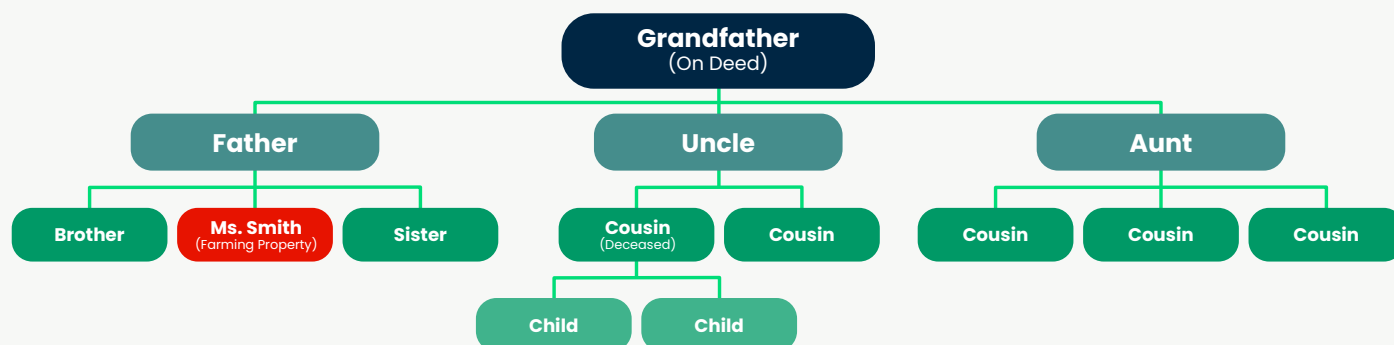 Grandfather
(On Deed)
Father
Uncle
Aunt
Brother
Ms. Smith
(Farming Property)
Sister
Cousin
(Deceased)
Cousin
Cousin
Cousin
Cousin
Child
Child